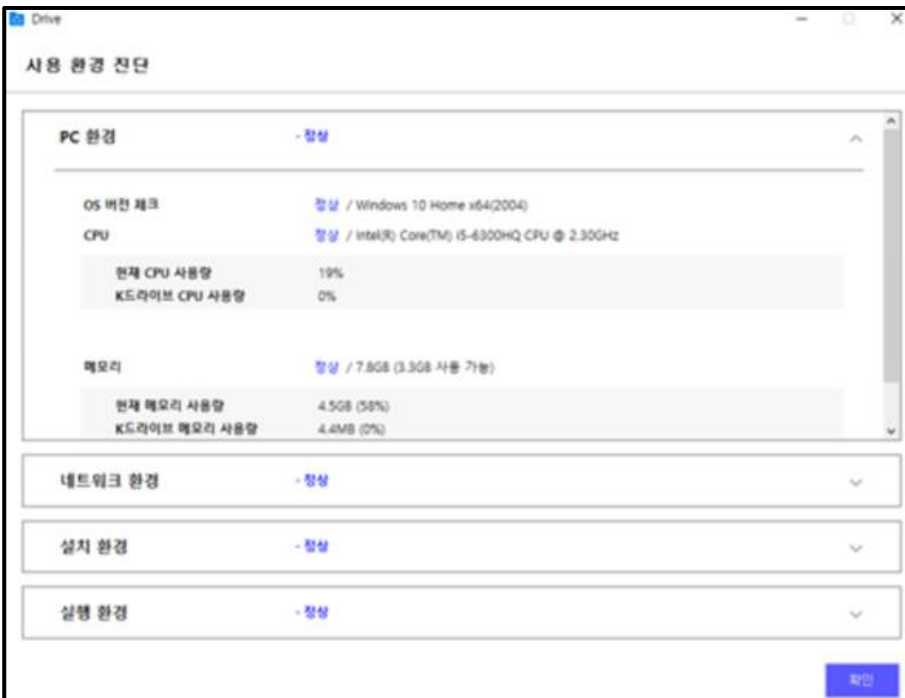 Drive
사용 환경 진단
PC 환경 - 정상
OS 버전 체크 정상 / Windows 10 Home x64(2004)
CPU 정상 / Intel(R) Core(TM) i5-6300HQ CPU @ 2.30GHz
현재 CPU 사용량 19%
K드라이브 CPU 사용량 0%
메모리 정상 / 7.8GB (3.3GB 사용 가능)
현재 메모리 사용량 4.5GB (58%)
K드라이브 메모리 사용량 4.4MB (0%)
네트워크 환경 - 정상
설치 환경 - 정상
실행 환경 - 정상
확인